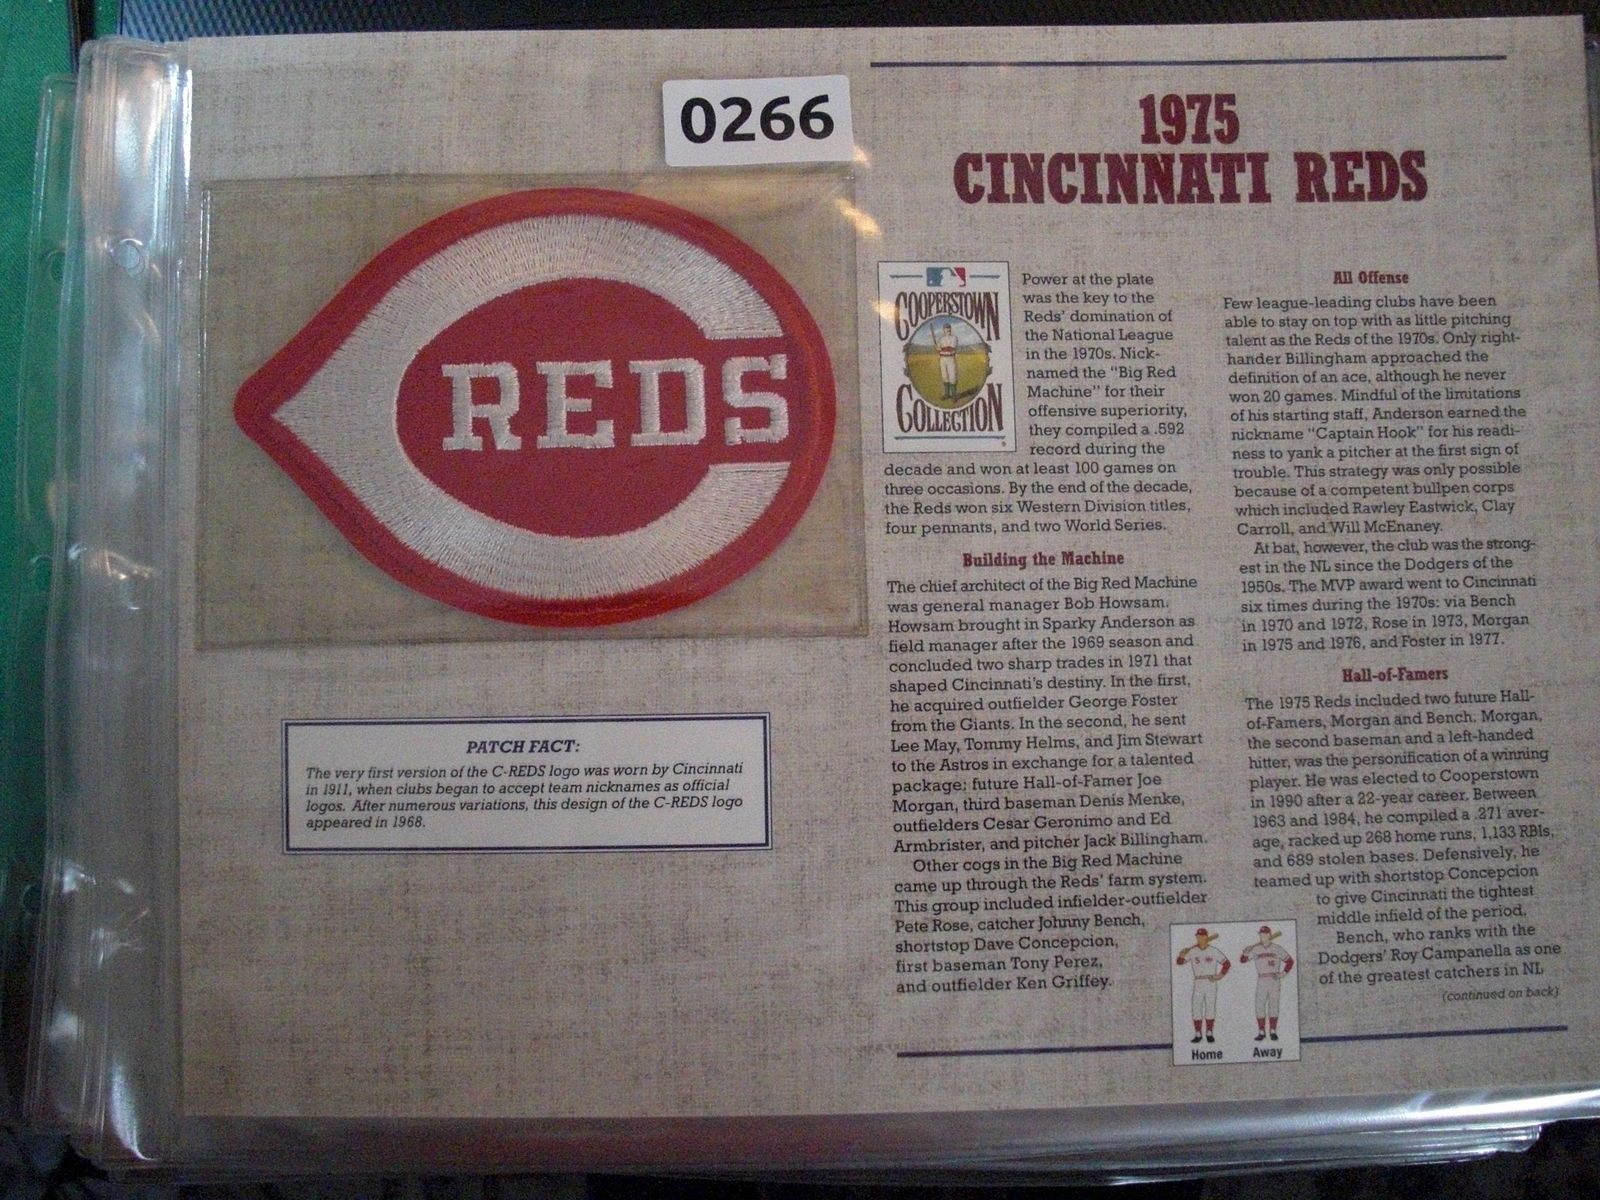 0266
1975
CINCINNATI REDS
REDS
PATCH FACT:
The very first version of the C-REDS logo was worn by Cincinnati
in 1911, when clubs began to accept team nicknames as official
logos. After numerous variations, this design of the C-REDS logo
appeared in 1968.
COOPERSTOWN
COLLECTION
Power at the plate
was the key to the
Reds' domination of
the National League
in the 1970s. Nick-
named the "Big Red
Machine" for their
offensive superiority,
they compiled a .592
record during the
decade and won at least 100 games on
three occasions. By the end of the decade,
the Reds won six Western Division titles,
four pennants, and two World Series.
Building the Machine
The chief architect of the Big Red Machine
was general manager Bob Howsam.
Howsam brought in Sparky Anderson as
field manager after the 1969 season and
concluded two sharp trades in 1971 that
shaped Cincinnati's destiny. In the first,
he acquired outfielder George Foster
from the Giants. In the second, he sent
Lee May, Tommy Helms, and Jim Stewart
to the Astros in exchange for a talented
package: future Hall-of-Famer Joe
Morgan, third baseman Denis Menke,
outfielders Cesar Geronimo and Ed
Armbrister, and pitcher Jack Billingham.
Other cogs in the Big Red Machine
came up through the Reds' farm system.
This group included infielder-outfielder
Pete Rose, catcher Johnny Bench,
shortstop Dave Concepcion,
first baseman Tony Perez,
and outfielder Ken Griffey.
All Offense
Few league-leading clubs have been
able to stay on top with as little pitching
talent as the Reds of the 1970s. Only right-
hander Billingham approached the
definition of an ace, although he never
won 20 games. Mindful of the limitations
of his starting staff, Anderson earned the
nickname "Captain Hook" for his readi-
ness to yank a pitcher at the first sign of
trouble. This strategy was only possible
because of a competent bullpen corps
which included Rawley Eastwick, Clay
Carroll, and Will McEnaney.
At bat, however, the club was the strong-
est in the NL since the Dodgers of the
1950s. The MVP award went to Cincinnati
six times during the 1970s: via Bench
in 1970 and 1972, Rose in 1973, Morgan
in 1975 and 1976, and Foster in 1977.
Hall-of-Famers
The 1975 Reds included two future Hall-
of-Famers, Morgan and Bench. Morgan,
the second baseman and a left-handed
hitter, was the personification of a winning
player. He was elected to Cooperstown
in 1990 after a 22-year career. Between
1963 and 1984, he compiled a .271 aver-
age, racked up 268 home runs, 1,133 RBIs,
and 689 stolen bases. Defensively, he
teamed up with shortstop Concepcion
to give Cincinnati the tightest
middle infield of the period.
Bench, who ranks with the
Dodgers' Roy Campanella as one
of the greatest catchers in NL
(continued on back)
Home Away